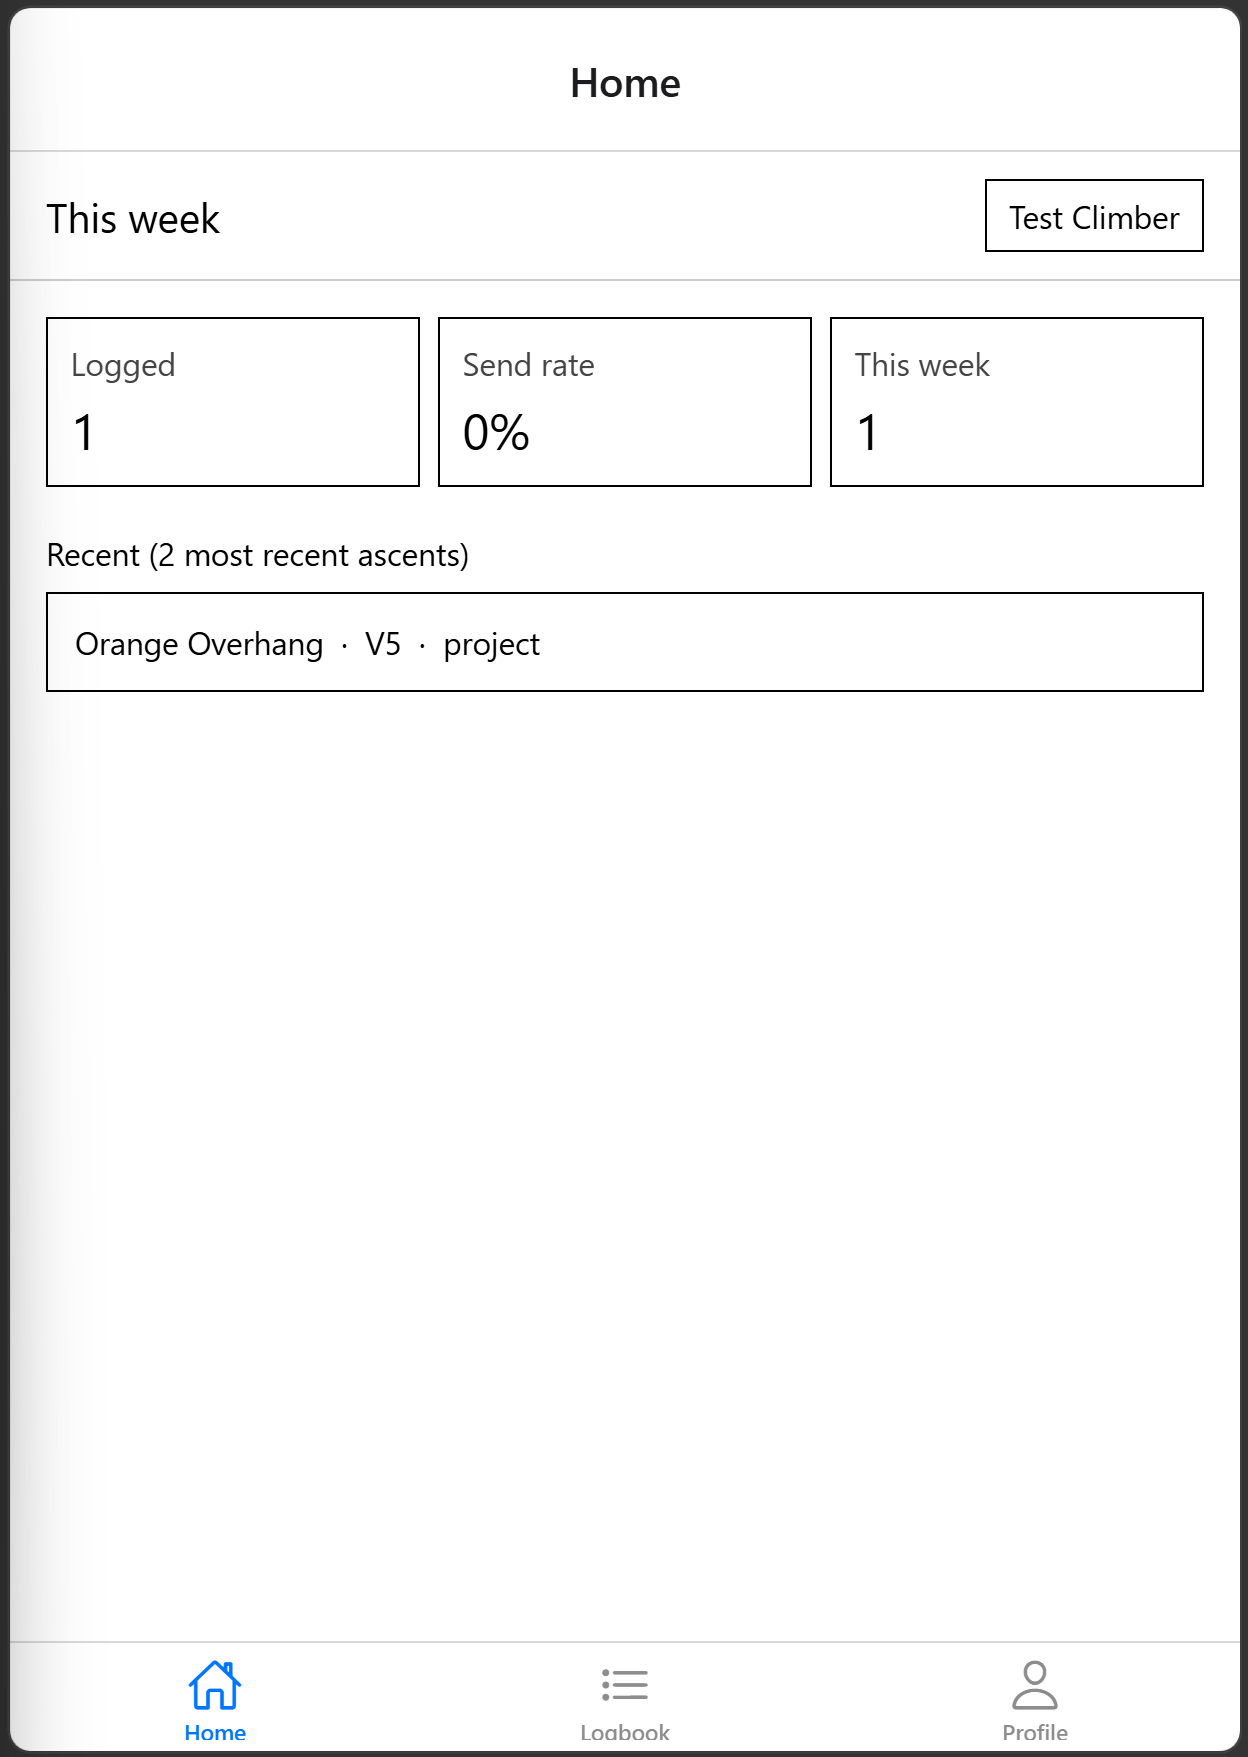 Home
This week
Test Climber
Logged
Send rate
This week
1
0%
1
Recent (2 most recent ascents)
Orange Overhang · V5 · project
Home
Logbook
Profile